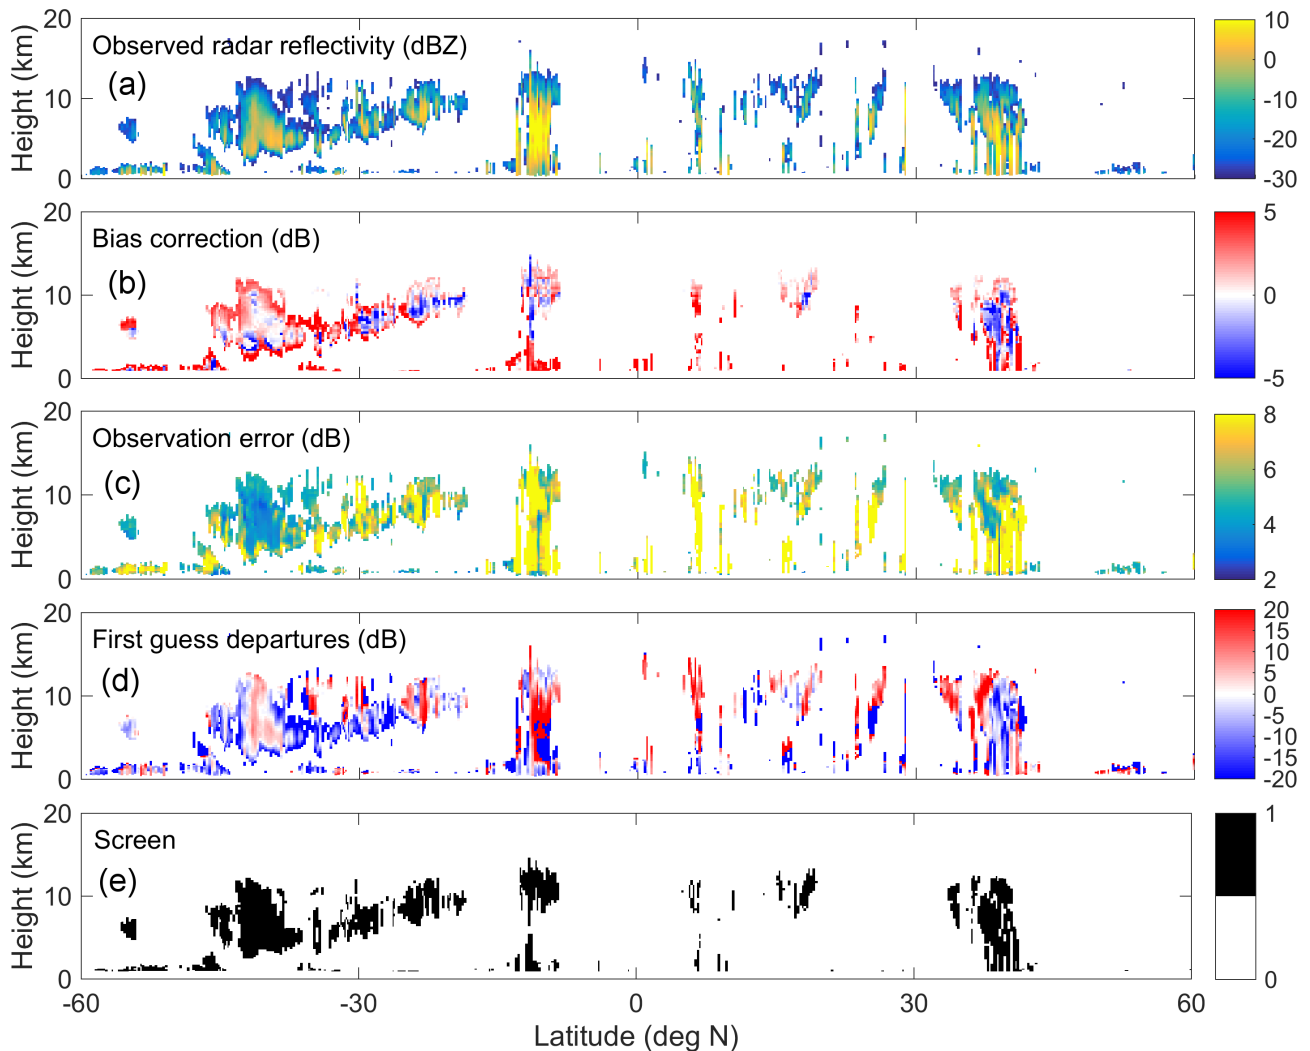 20
10
0
Height (km)
Observed radar reflectivity (dBZ)
(a)
10
0
-10
-20
-30
20
10
0
Height (km)
Bias correction (dB)
(b)
5
0
-5
20
10
0
Height (km)
Observation error (dB)
(c)
8
6
4
2
20
10
0
Height (km)
First guess departures (dB)
(d)
20
15
10
5
0
-5
-10
-15
-20
20
10
0
Height (km)
Screen
(e)
1
0
-60 -30 0 30 60
Latitude (deg N)